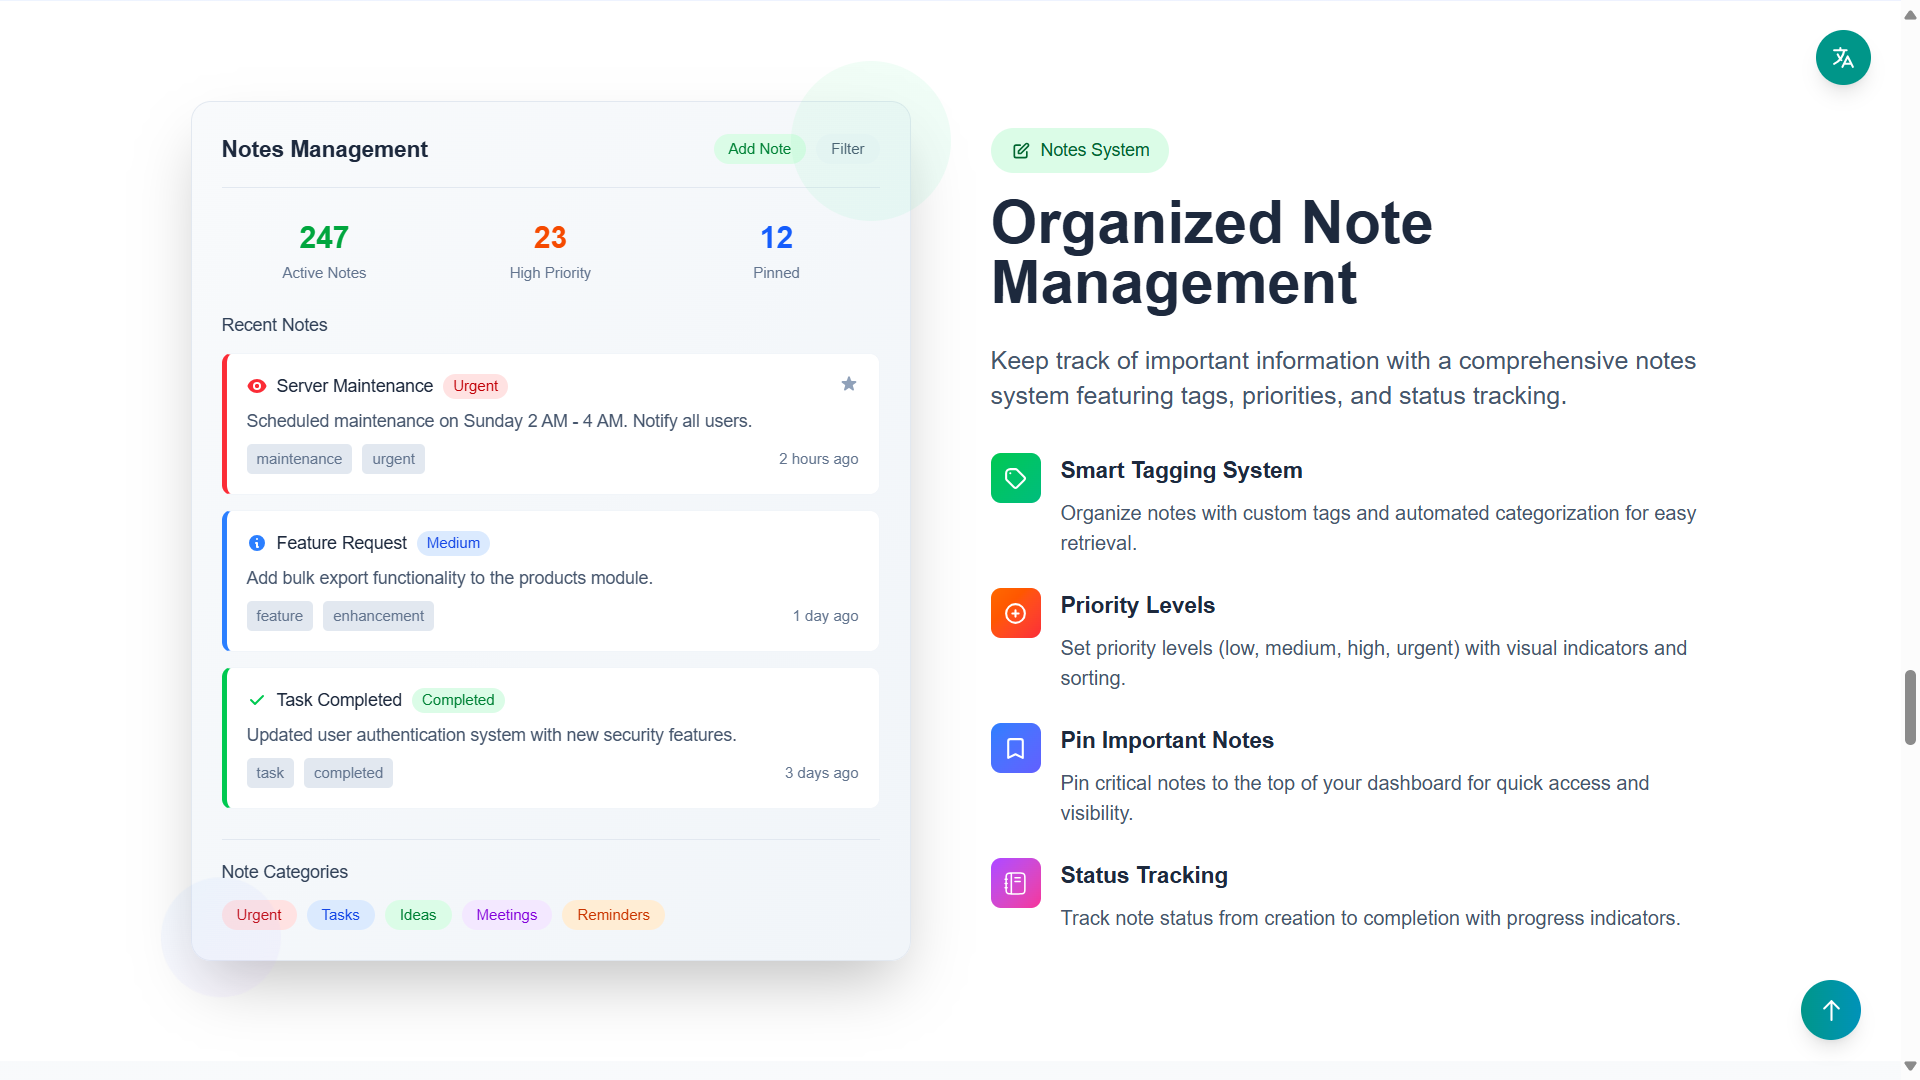 Notes Management
Add Note
Filter
247
Active Notes
23
High Priority
12
Pinned
Recent Notes
Server Maintenance
Urgent
Scheduled maintenance on Sunday 2 AM - 4 AM. Notify all users.
maintenance
urgent
2 hours ago
Feature Request
Medium
Add bulk export functionality to the products module.
feature
enhancement
1 day ago
Task Completed
Completed
Updated user authentication system with new security features.
task
completed
3 days ago
Note Categories
Urgent
Tasks
Ideas
Meetings
Reminders
Notes System
Organized Note
Management
Keep track of important information with a comprehensive notes
system featuring tags, priorities, and status tracking.
Smart Tagging System
Organize notes with custom tags and automated categorization for easy
retrieval.
Priority Levels
Set priority levels (low, medium, high, urgent) with visual indicators and
sorting.
Pin Important Notes
Pin critical notes to the top of your dashboard for quick access and
visibility.
Status Tracking
Track note status from creation to completion with progress indicators.